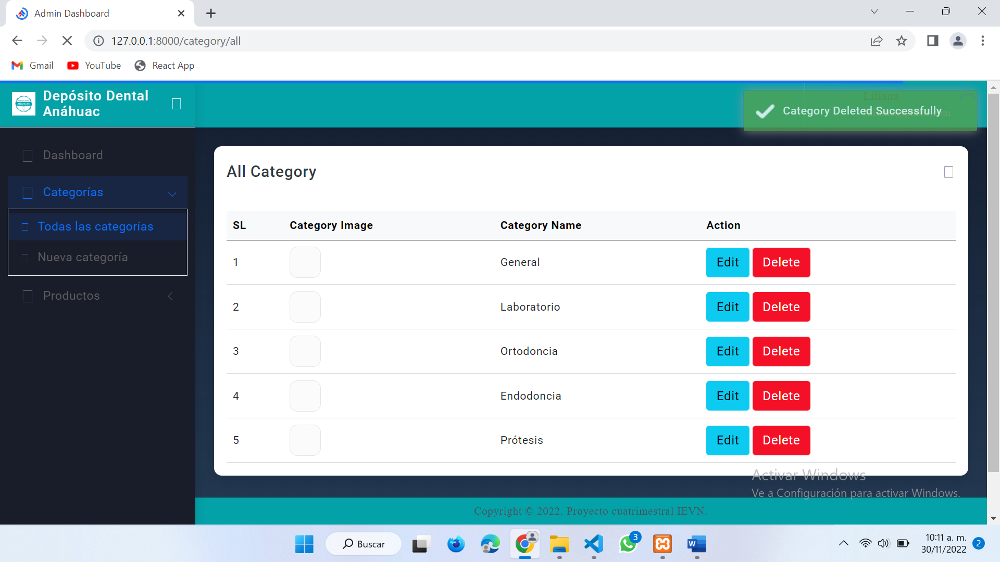 Admin Dashboard
127.0.0.1:8000/category/all
Gmail
YouTube
React App
Depósito Dental
Anáhuac
Liliana
Category Deleted Successfully
Dashboard
Categorías
Todas las categorías
Nueva categoría
Productos
All Category
SL Category Image Category Name Action
1 General Edit Delete
2 Laboratorio Edit Delete
3 Ortodoncia Edit Delete
4 Endodoncia Edit Delete
5 Prótesis Edit Delete
Activar Windows
Ve a Configuración para activar Windows.
Copyright © 2022. Proyecto cuatrimestral IEVN.
Buscar
3
10:11 a. m.
30/11/2022
2